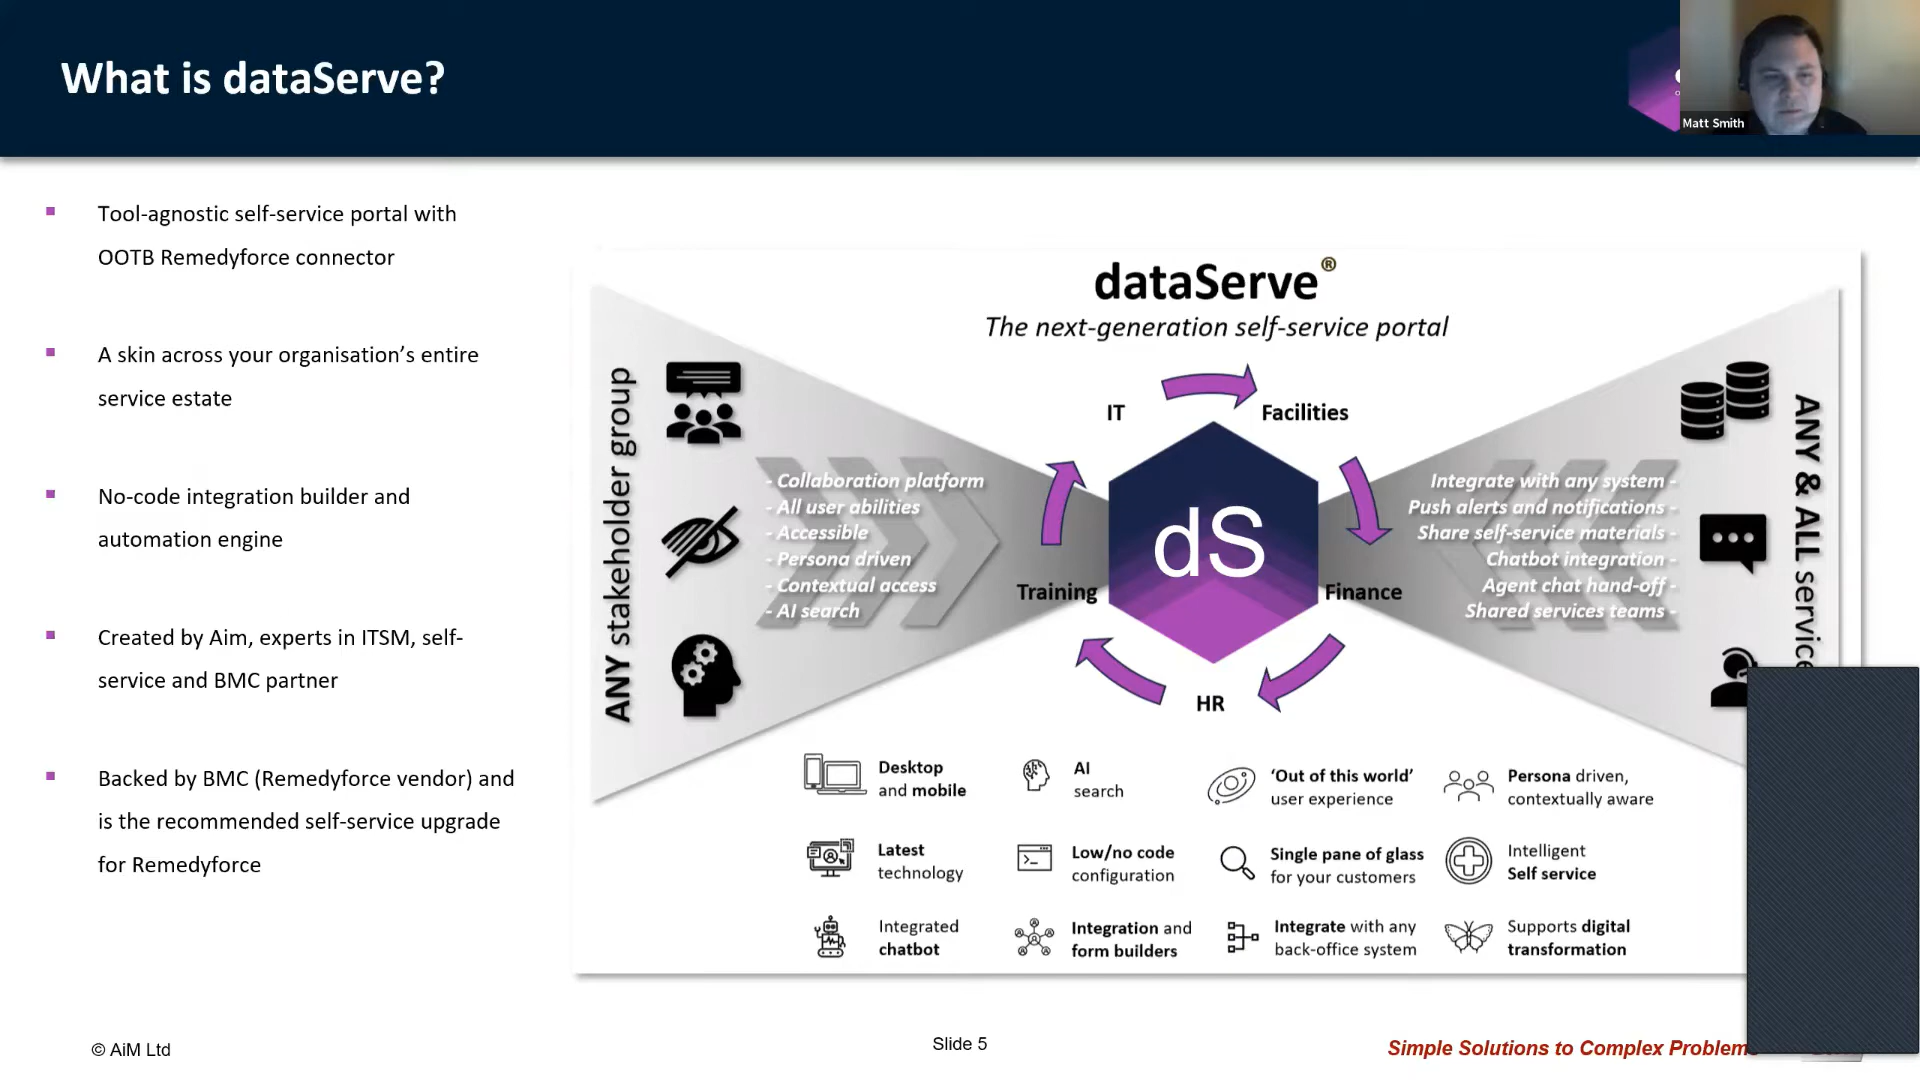 What is dataServe?
Matt Smith
Tool-agnostic self-service portal with
OOTB Remedyforce connector
A skin across your organisation’s entire
service estate
No-code integration builder and
automation engine
Created by Aim, experts in ITSM, self-
service and BMC partner
Backed by BMC (Remedyforce vendor) and
is the recommended self-service upgrade
for Remedyforce
dataServe®
The next-generation self-service portal
ANY stakeholder group
- Collaboration platform
- All user abilities
- Accessible
- Persona driven
- Contextual access
- AI search
IT
Facilities
Training
Finance
HR
dS
Integrate with any system -
Push alerts and notifications -
Share self-service materials -
Chatbot integration -
Agent chat hand-off -
Shared services teams -
ANY & ALL service
Desktop
and mobile
AI
search
‘Out of this world’
user experience
Persona driven,
contextually aware
Latest
technology
Low/no code
configuration
Single pane of glass
for your customers
Intelligent
Self service
Integrated
chatbot
Integration and
form builders
Integrate with any
back-office system
Supports digital
transformation
© AiM Ltd
Slide 5
Simple Solutions to Complex Problems